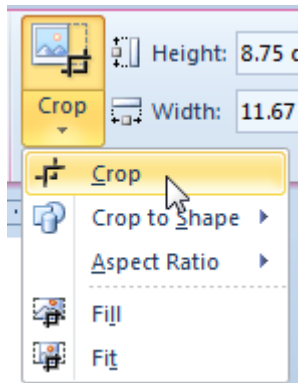 Height: 8.75
Crop
Width: 11.67
Crop
Crop to Shape
Aspect Ratio
Fill
Fit